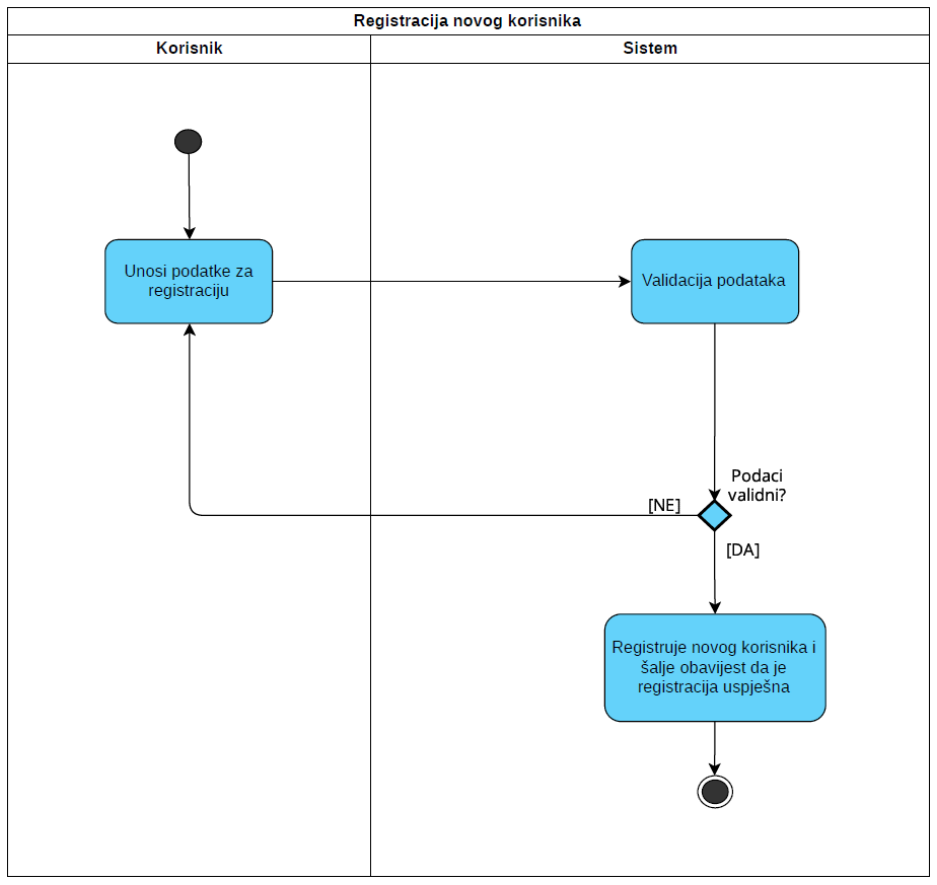 Registracija novog korisnika
Korisnik
Sistem
Unosi podatke za
registraciju
Validacija podataka
Podaci
validni?
[NE]
[DA]
Registruje novog korisnika i
šalje obavijest da je
registracija uspješna